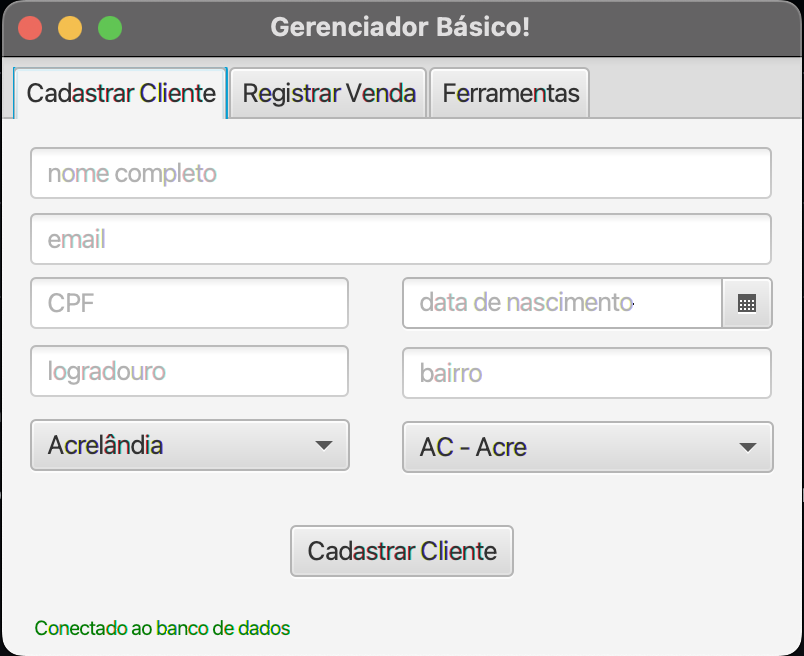 Gerenciador Básico!
Cadastrar Cliente Registrar Venda Ferramentas
nome completo
email
CPF data de nascimento
logradouro bairro
Acrelândia AC - Acre
Cadastrar Cliente
Conectado ao banco de dados